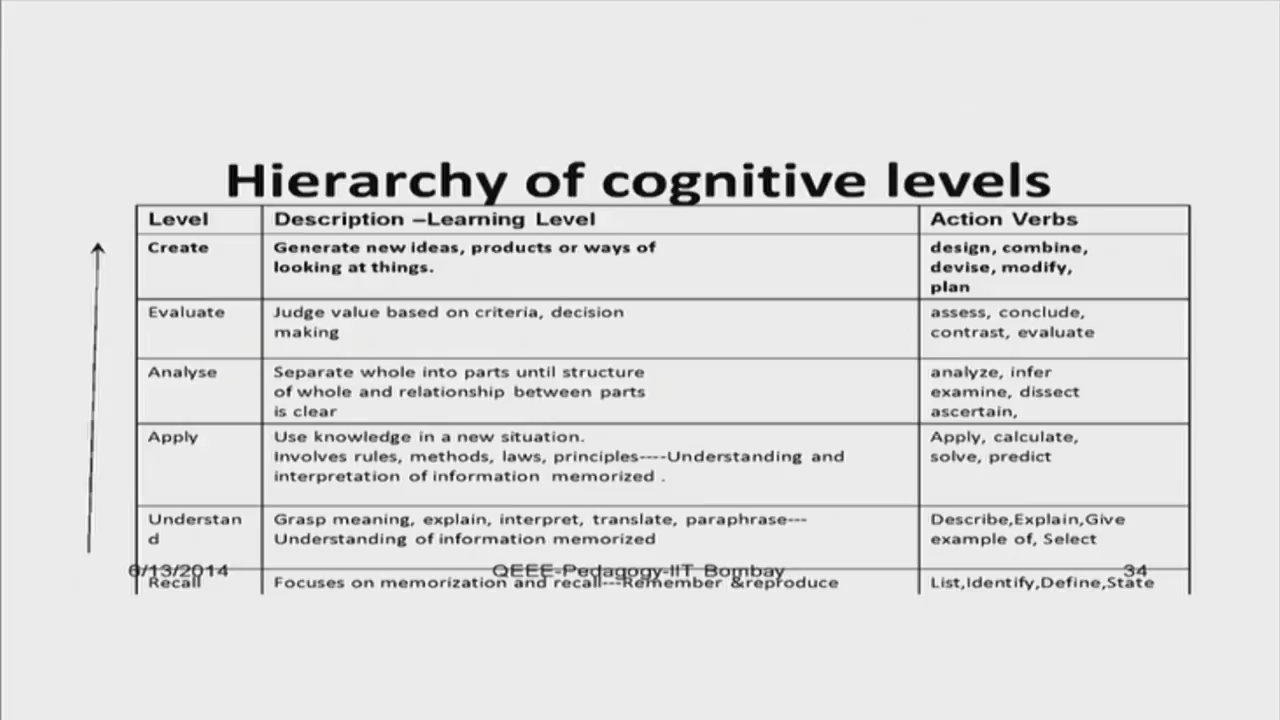 Hierarchy of cognitive levels
Level Description –Learning Level Action Verbs
Create Generate new ideas, products or ways of design, combine,
looking at things. devise, modify,
plan
Evaluate Judge value based on criteria, decision assess, conclude,
making contrast, evaluate
Analyse Separate whole into parts until structure analyze, infer
of whole and relationship between parts examine, dissect
is clear ascertain,
Apply Use knowledge in a new situation. Apply, calculate,
Involves rules, methods, laws, principles----Understanding and solve, predict
interpretation of information memorized .
Understan Grasp meaning, explain, interpret, translate, paraphrase--- Describe,Explain,Give
d Understanding of information memorized example of, Select
6/13/2014 QEEE-Pedagogy-IIT Bombay 34
Recall Focuses on memorization and recall---Remember &reproduce List,Identify,Define,State